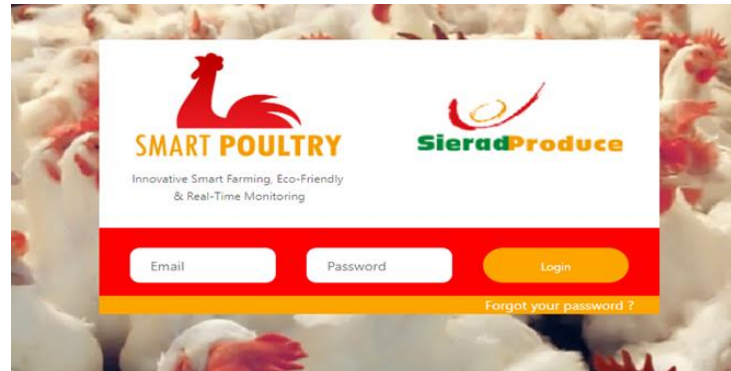 SMART POULTRY
Innovative Smart Farming, Eco-Friendly
& Real-Time Monitoring
SieradProduce
Email
Password
Login
Forgot your password ?